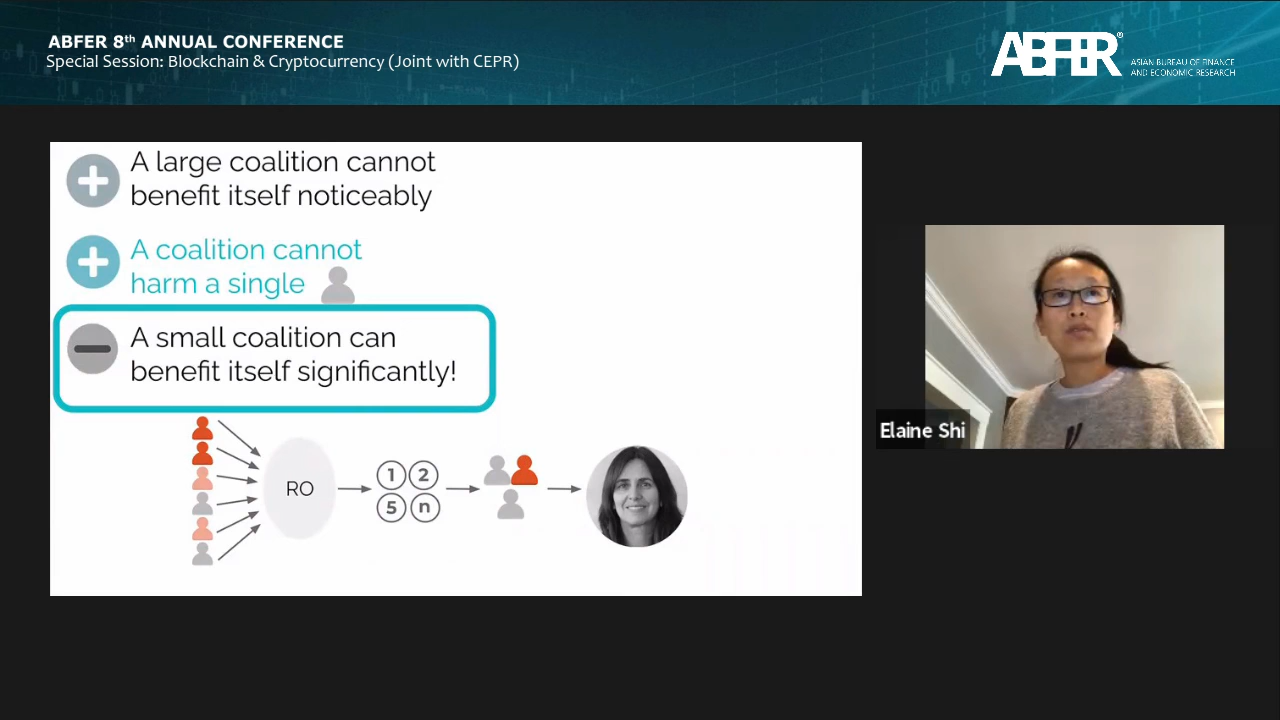 ABFER 8th ANNUAL CONFERENCE
Special Session: Blockchain & Cryptocurrency (Joint with CEPR)
ABFER®
ASIAN BUREAU OF FINANCE
AND ECONOMIC RESEARCH
A large coalition cannot
benefit itself noticeably
A coalition cannot
harm a single
A small coalition can
benefit itself significantly!
RO
1 2
5 n
Elaine Shi